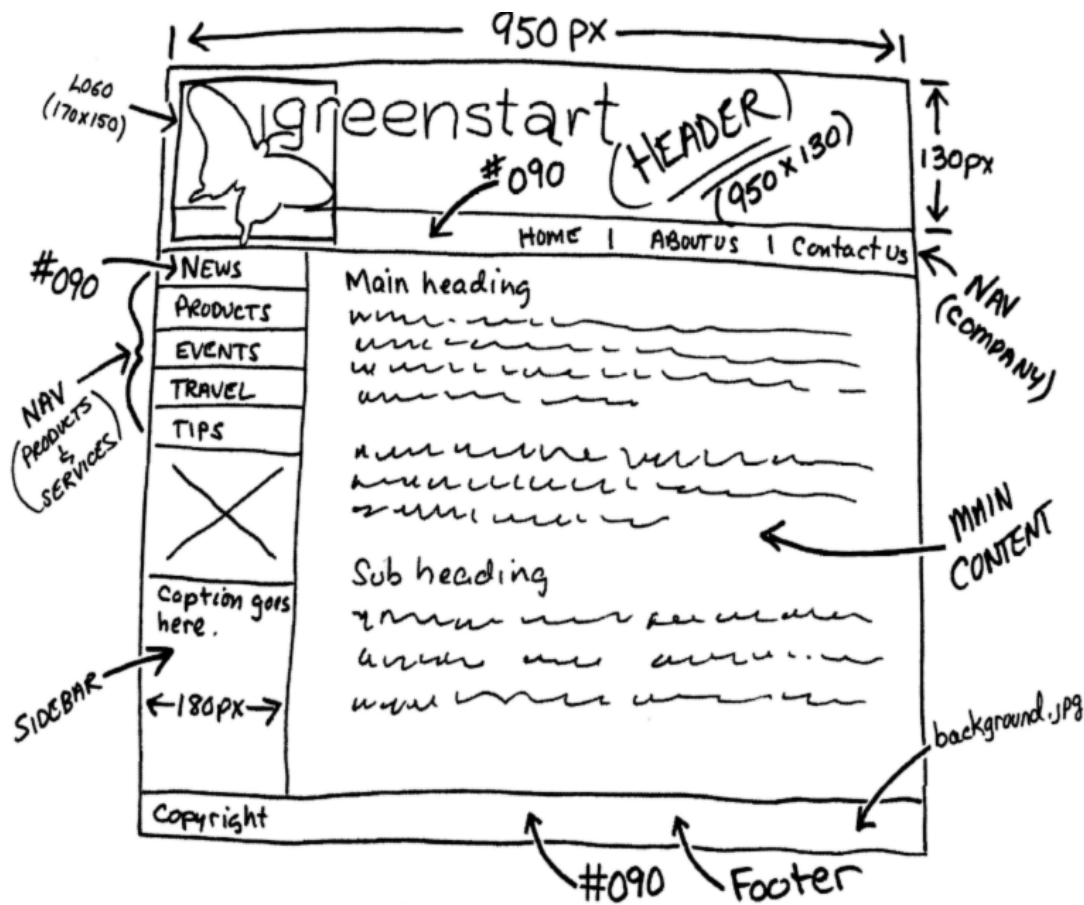 950 PX
LOGO
(170x150)
greenstart
(HEADER)
(950 x 130)
130px
#090
HOME | ABOUT US | Contact Us
NAV
(COMPANY)
#090
NEWS
PRODUCTS
EVENTS
TRAVEL
TIPS
NAV
(PRODUCTS
&
SERVICES)
Main heading
MAIN
CONTENT
Sub heading
Caption goes
here.
SIDEBAR
180px
background.jpg
Copyright
#090
Footer